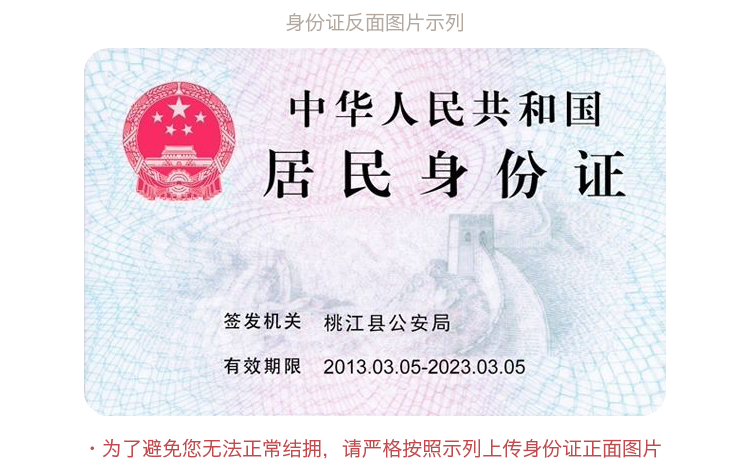 身份证反面图片示列
中华人民共和国
居民身份证
签发机关 桃江县公安局
有效期限 2013.03.05-2023.03.05
·为了避免您无法正常结拥，请严格按照示列上传身份证正面图片